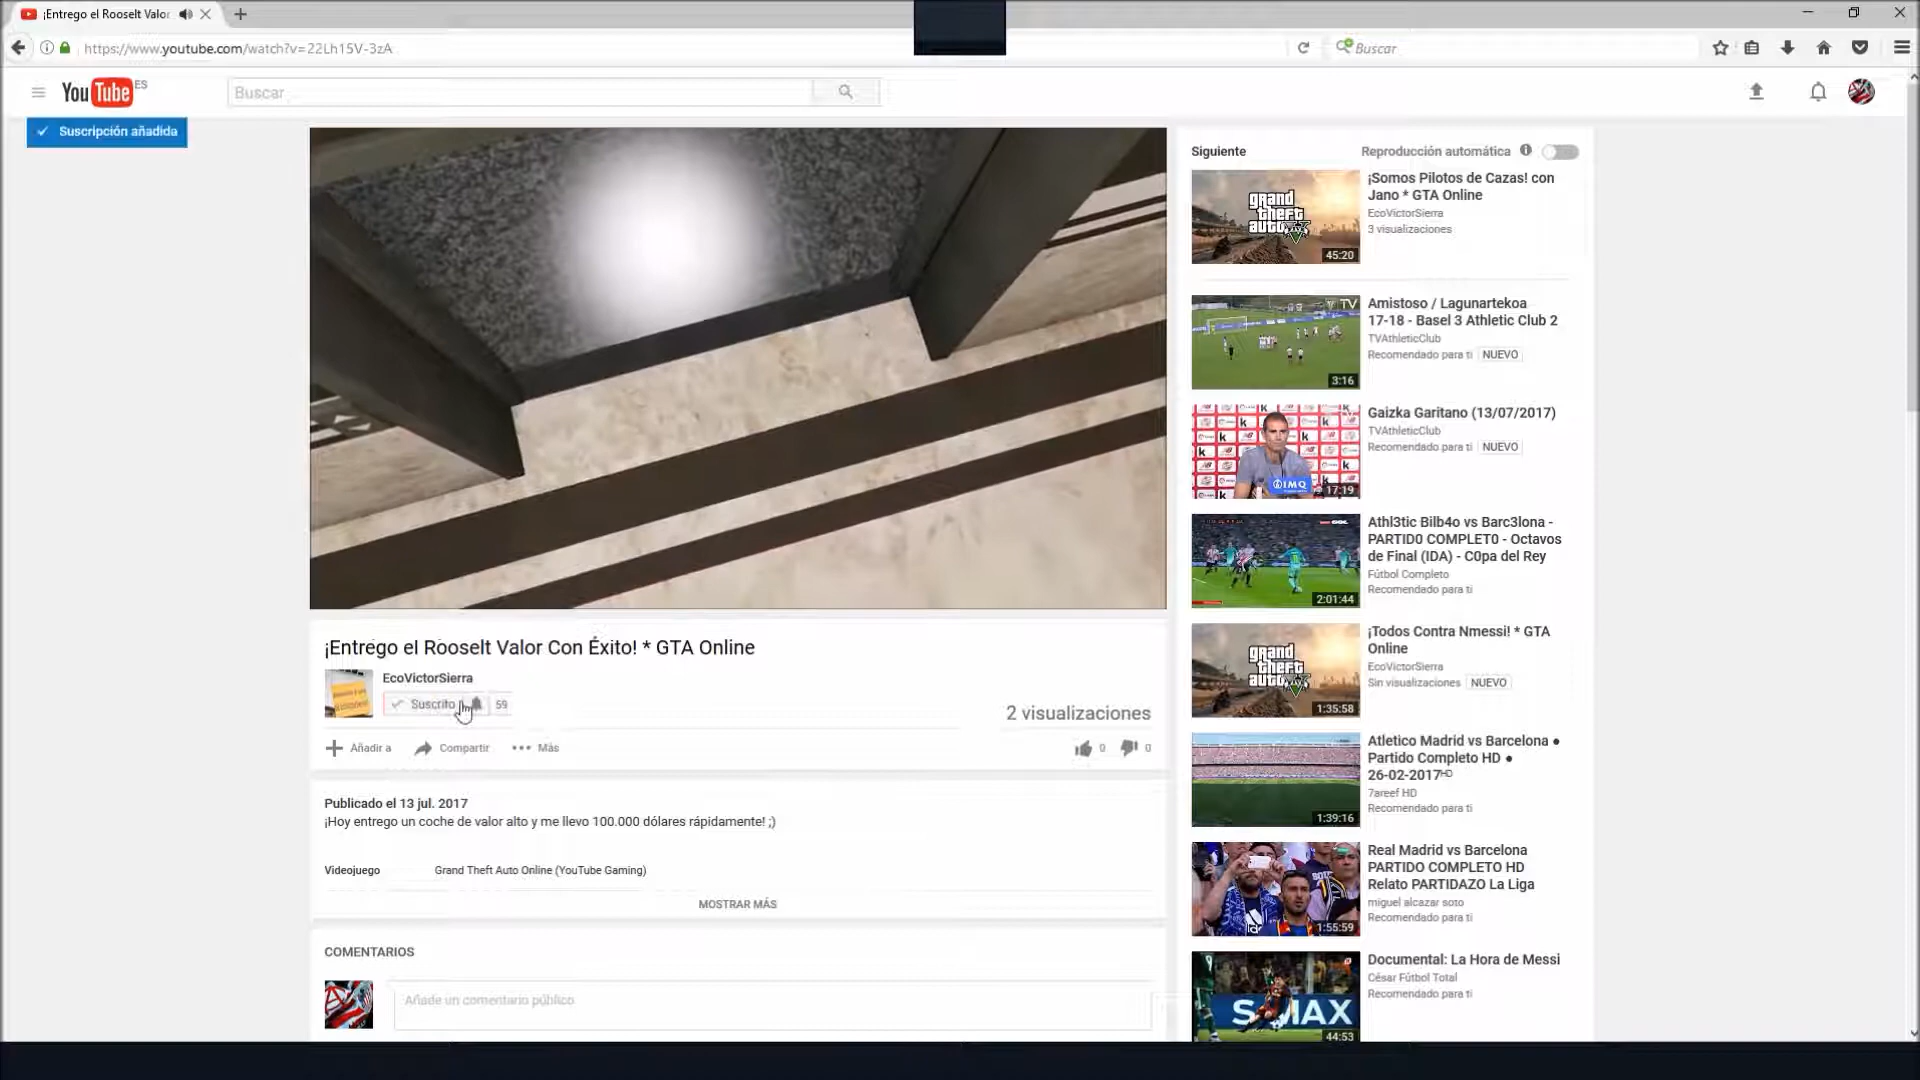 ¡Entrego el Rooselt Valor
https://www.youtube.com/watch?v=22Lh15V-3zA
Buscar
YouTube ES
Buscar
Suscripción añadida
Siguiente
Reproducción automática
¡Somos Pilotos de Cazas! con
Jano * GTA Online
EcoVictorSierra
3 visualizaciones
grand
theft
auto V
45:20
Amistoso / Lagunartekoa
17-18 - Basel 3 Athletic Club 2
TVAthleticClub
Recomendado para ti NUEVO
TV
3:16
Gaizka Garitano (13/07/2017)
TVAthleticClub
Recomendado para ti NUEVO
IMQ
17:19
Athl3tic Bilb4o vs Barc3lona -
PARTID0 COMPLET0 - Octavos
de Final (IDA) - C0pa del Rey
Fútbol Completo
Recomendado para ti
2:01:44
¡Todos Contra Nmessi! * GTA
Online
EcoVictorSierra
Sin visualizaciones NUEVO
grand
theft
auto V
1:35:58
Atletico Madrid vs Barcelona ●
Partido Completo HD ●
26-02-2017ᴴᴰ
7areef HD
Recomendado para ti
1:39:16
Real Madrid vs Barcelona
PARTIDO COMPLETO HD
Relato PARTIDAZO La Liga
miguel alcazar soto
Recomendado para ti
1:55:59
Documental: La Hora de Messi
César Fútbol Total
Recomendado para ti
44:53
¡Entrego el Rooselt Valor Con Éxito! * GTA Online
EcoVictorSierra
Suscrito 59
2 visualizaciones
Añadir a Compartir Más
0 0
Publicado el 13 jul. 2017
¡Hoy entrego un coche de valor alto y me llevo 100.000 dólares rápidamente! ;)
Videojuego Grand Theft Auto Online (YouTube Gaming)
MOSTRAR MÁS
COMENTARIOS
Añade un comentario público